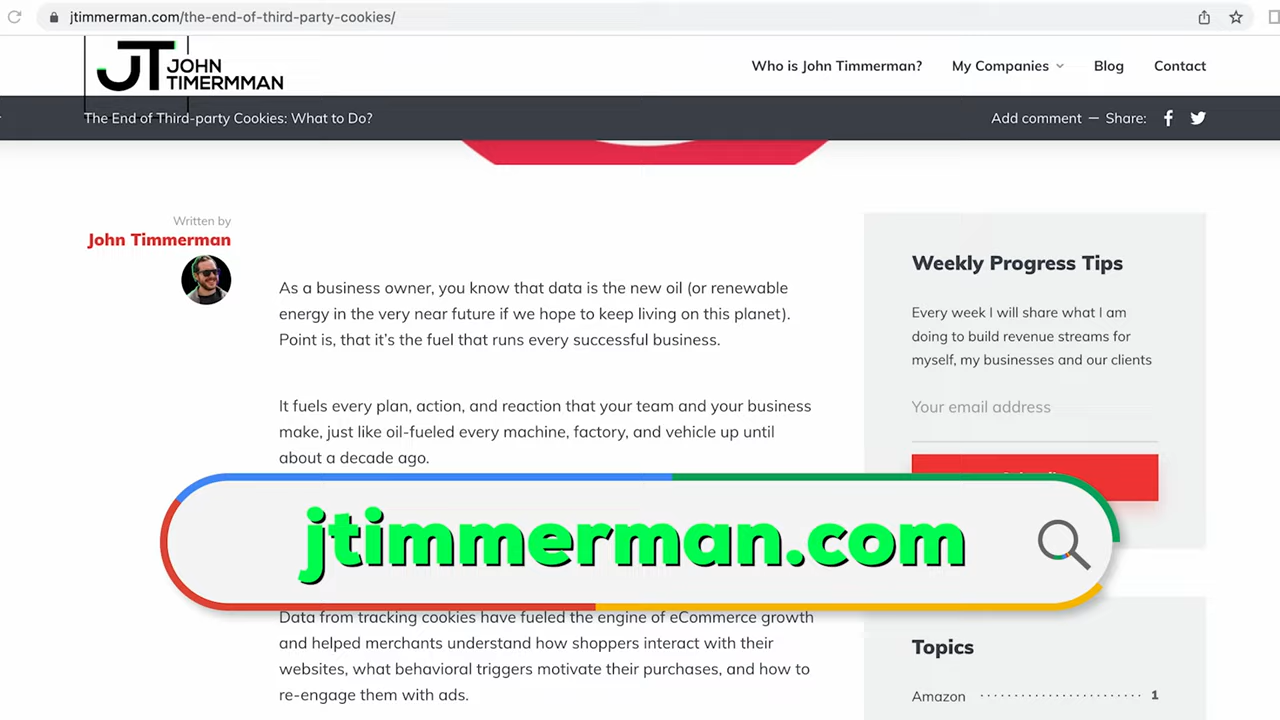 jtimmerman.com/the-end-of-third-party-cookies/
JT JOHN
TIMERMMAN
Who is John Timmerman?
My Companies
Blog
Contact
The End of Third-party Cookies: What to Do?
Add comment — Share:
Written by
John Timmerman
As a business owner, you know that data is the new oil (or renewable
energy in the very near future if we hope to keep living on this planet).
Point is, that it's the fuel that runs every successful business.
It fuels every plan, action, and reaction that your team and your business
make, just like oil-fueled every machine, factory, and vehicle up until
about a decade ago.
Weekly Progress Tips
Every week I will share what I am
doing to build revenue streams for
myself, my businesses and our clients
Your email address
jtimmerman.com
Data from tracking cookies have fueled the engine of eCommerce growth
and helped merchants understand how shoppers interact with their
websites, what behavioral triggers motivate their purchases, and how to
re-engage them with ads.
Topics
Amazon 1